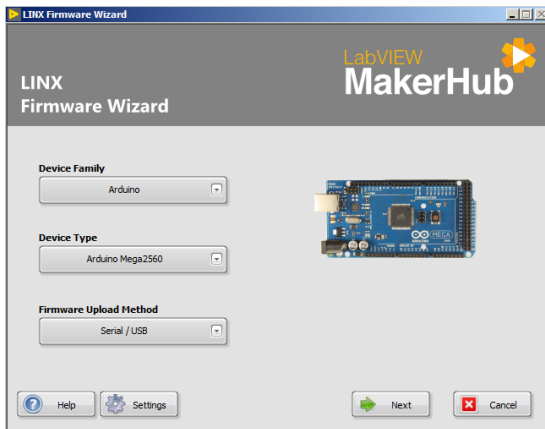 LINX Firmware Wizard
LabVIEW
MakerHub
LINX
Firmware Wizard
Device Family
Arduino
Device Type
Arduino Mega2560
Firmware Upload Method
Serial / USB
MEGA
Help
Settings
Next
Cancel